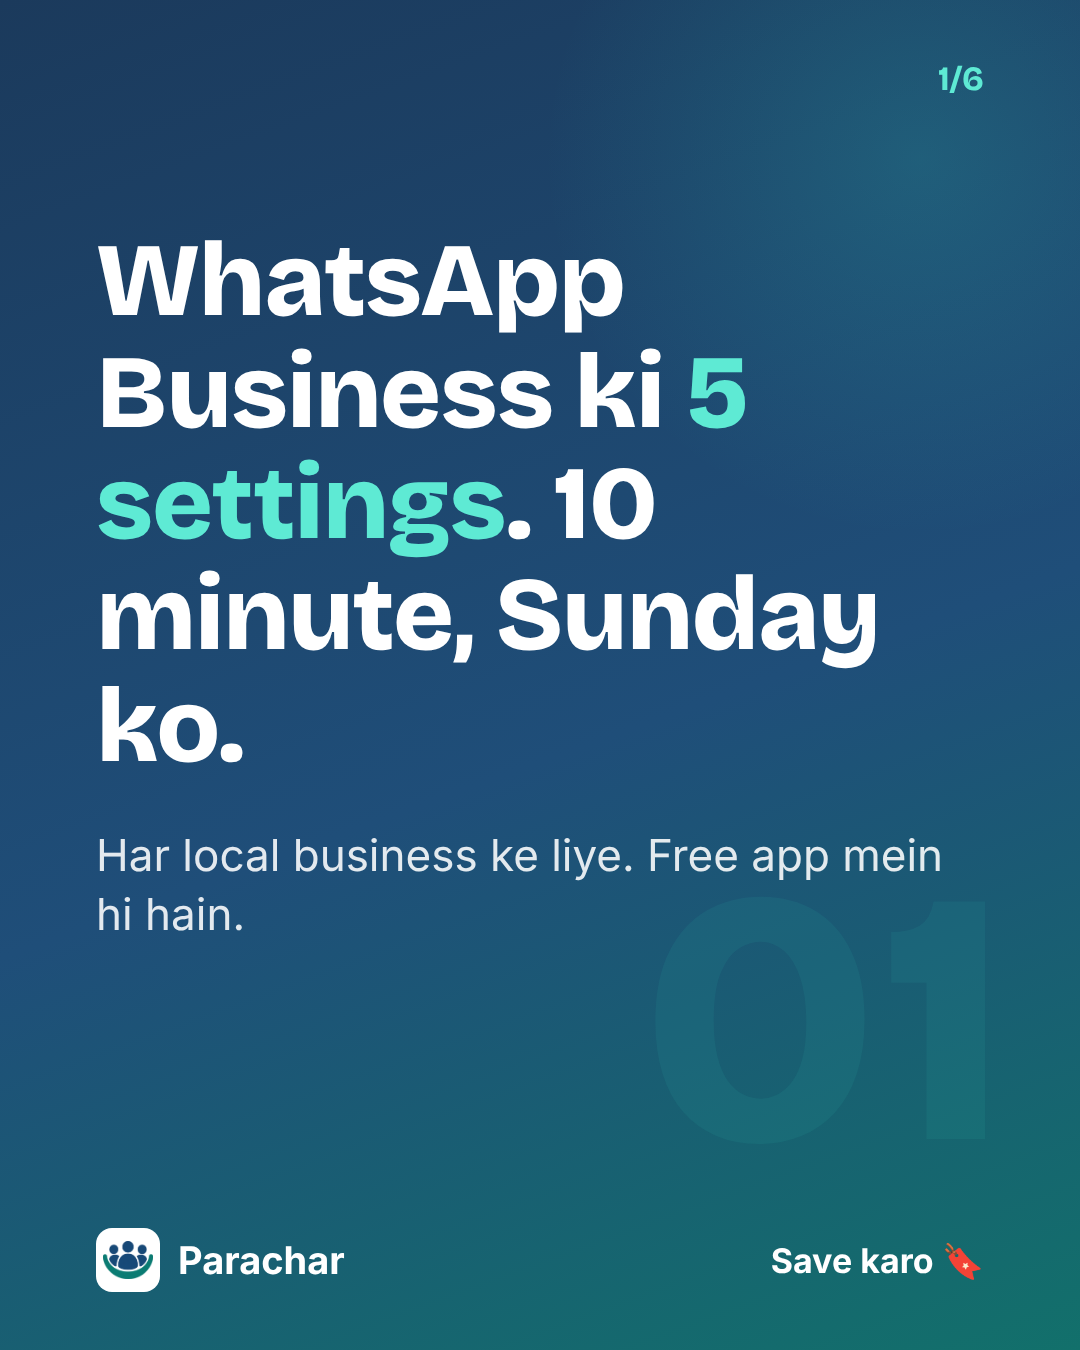 1/6
WhatsApp
Business ki 5
settings. 10
minute, Sunday
ko.
Har local business ke liye. Free app mein
hi hain.
01
Parachar
Save karo 🔖